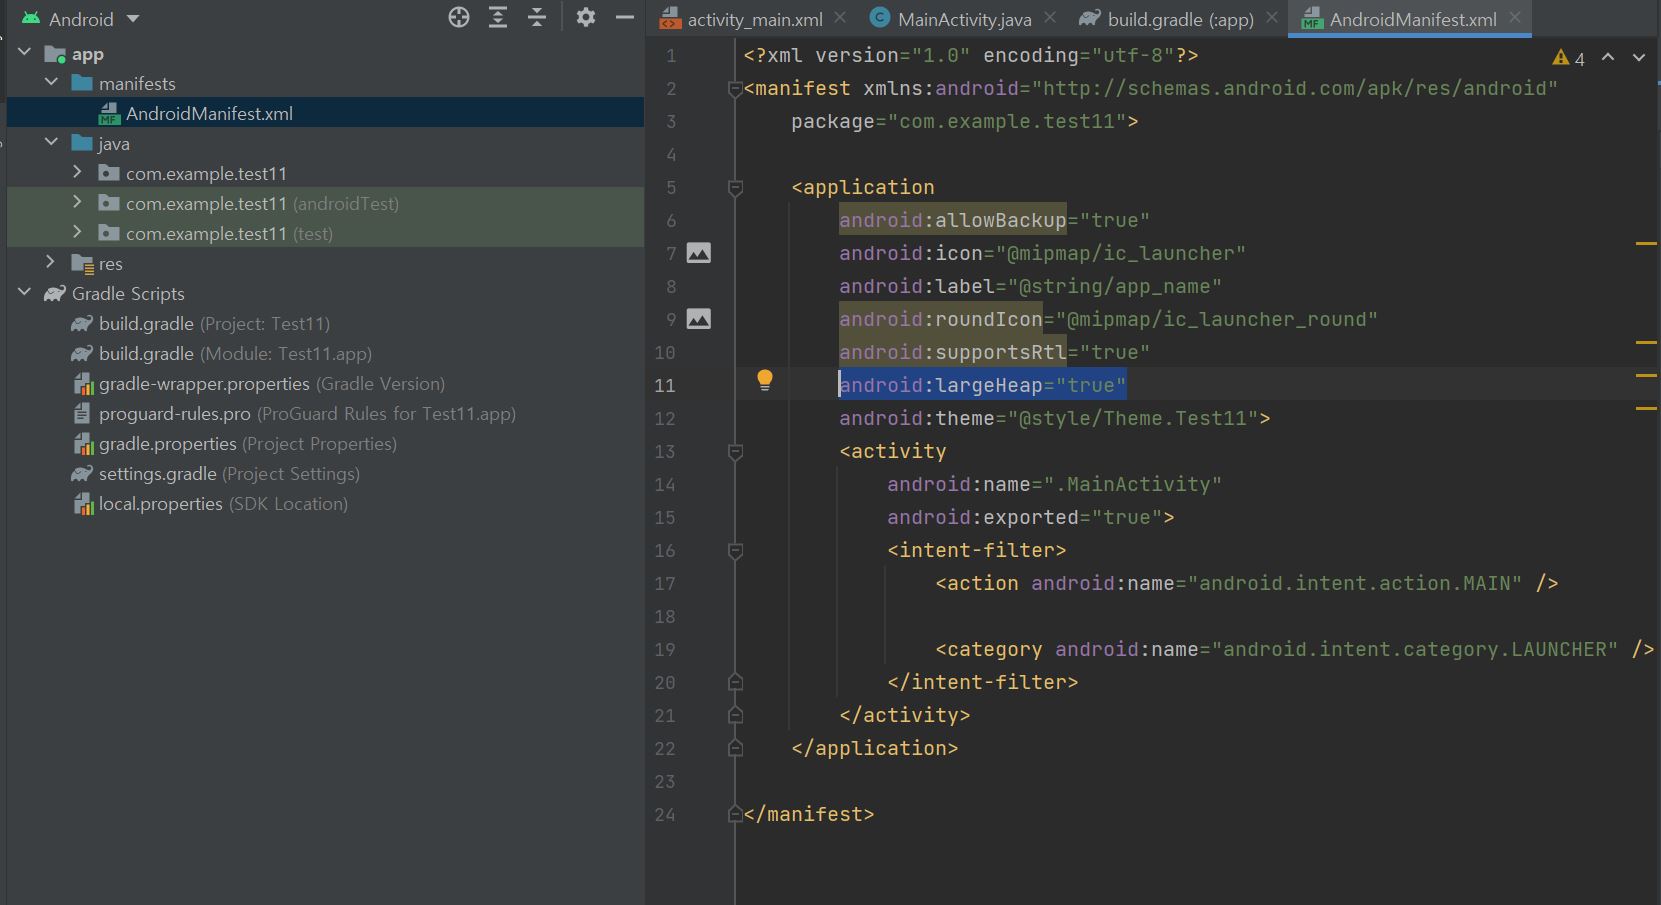 Android
app
manifests
AndroidManifest.xml
java
com.example.test11
com.example.test11 (androidTest)
com.example.test11 (test)
res
Gradle Scripts
build.gradle (Project: Test11)
build.gradle (Module: Test11.app)
gradle-wrapper.properties (Gradle Version)
proguard-rules.pro (ProGuard Rules for Test11.app)
gradle.properties (Project Properties)
settings.gradle (Project Settings)
local.properties (SDK Location)
activity_main.xml MainActivity.java build.gradle (:app) AndroidManifest.xml
4
1 <?xml version="1.0" encoding="utf-8"?>
2 <manifest xmlns:android="http://schemas.android.com/apk/res/android"
3     package="com.example.test11">
4
5     <application
6         android:allowBackup="true"
7         android:icon="@mipmap/ic_launcher"
8         android:label="@string/app_name"
9         android:roundIcon="@mipmap/ic_launcher_round"
10         android:supportsRtl="true"
11         android:largeHeap="true"
12         android:theme="@style/Theme.Test11">
13         <activity
14             android:name=".MainActivity"
15             android:exported="true">
16             <intent-filter>
17                 <action android:name="android.intent.action.MAIN" />
18
19                 <category android:name="android.intent.category.LAUNCHER" />
20             </intent-filter>
21         </activity>
22     </application>
23
24 </manifest>